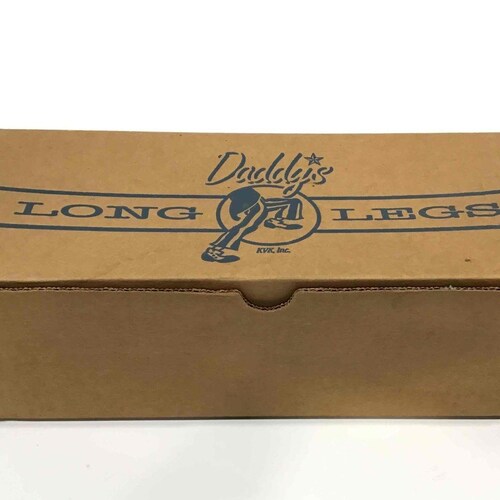 Daddy's
LONG LEGS
KVK, Inc.